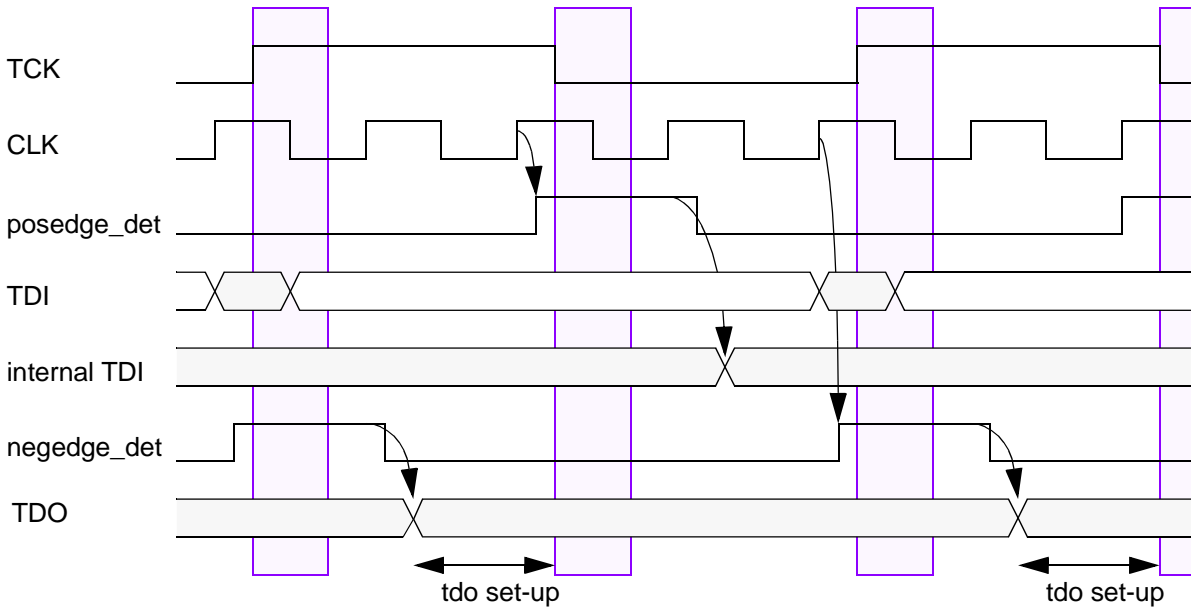 TCK
CLK
posedge_det
TDI
internal TDI
negedge_det
TDO
tdo set-up
tdo set-up